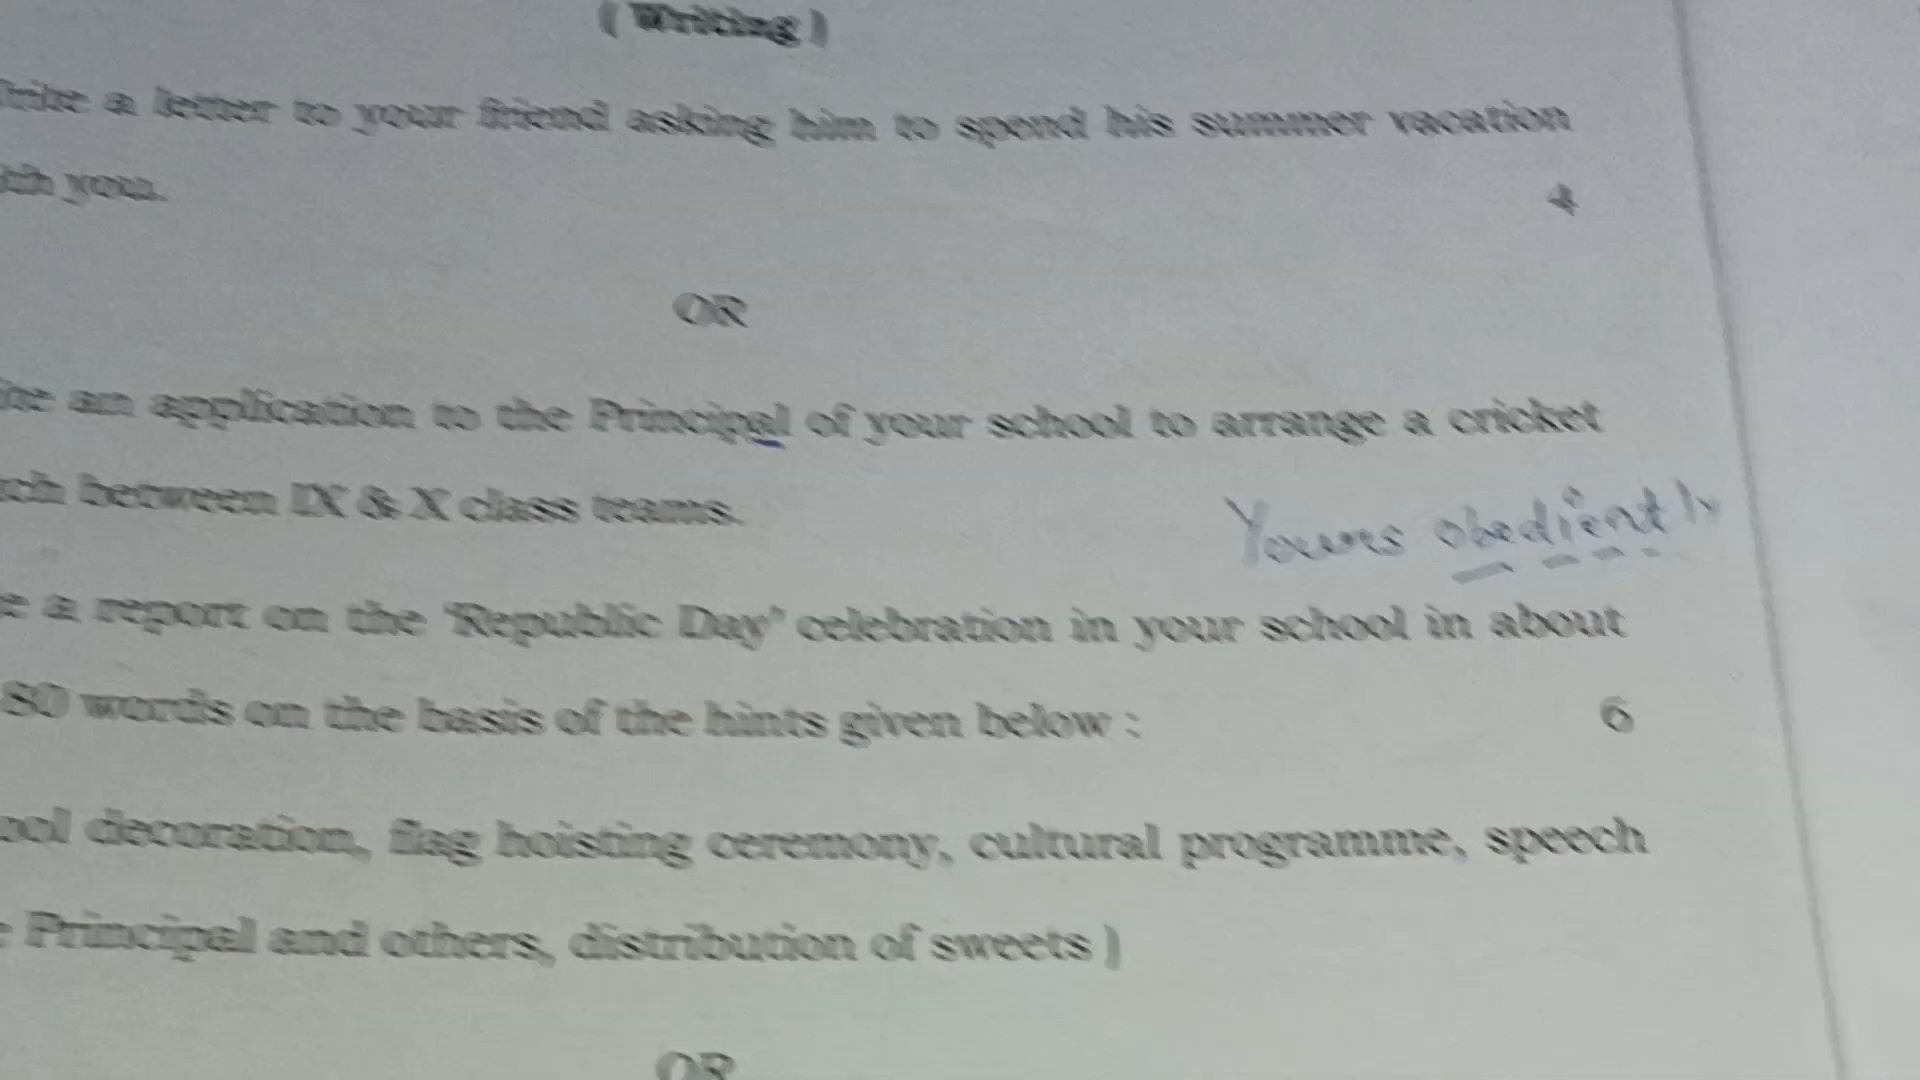 ( Writing )
Write a letter to your friend asking him to spend his summer vacation
with you.
4
OR
an application to the Principal of your school to arrange a cricket
between IX & X class teams.
Yours obediently
a report on the 'Republic Day' celebration in your school in about
80 words on the basis of the hints given below :
6
decoration, flag hoisting ceremony, cultural programme, speech
Principal and others, distribution of sweets )
OR